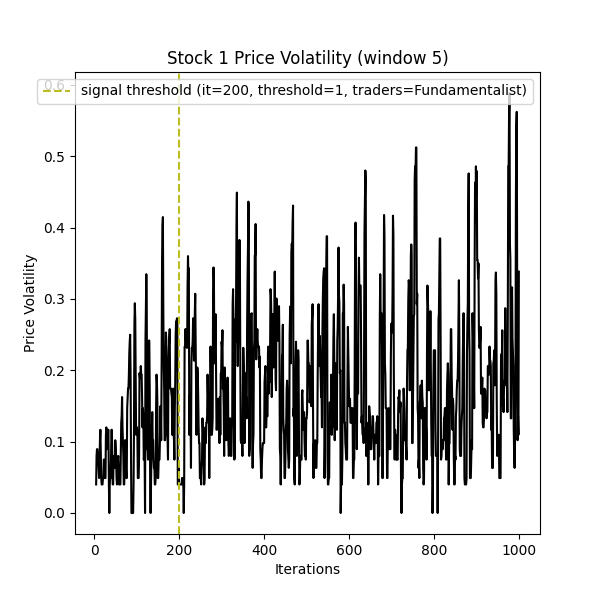 Stock 1 Price Volatility (window 5)
signal threshold (it=200, threshold=1, traders=Fundamentalist)
0.6
0.5
0.4
0.3
0.2
0.1
0.0
Price Volatility
0 200 400 600 800 1000
Iterations